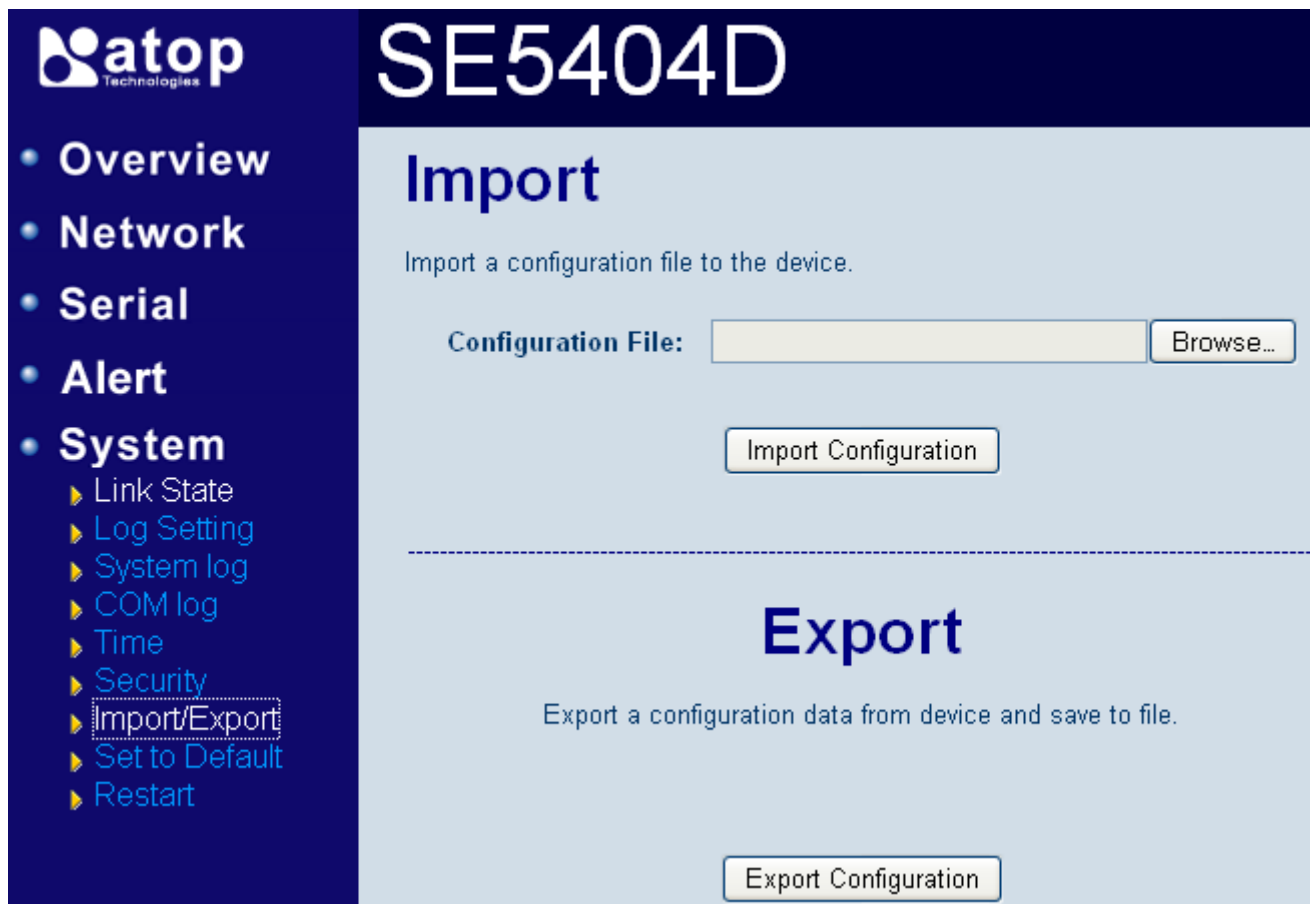 atop
Technologies
SE5404D
Overview
Network
Serial
Alert
System
Link State
Log Setting
System log
COM log
Time
Security
Import/Export
Set to Default
Restart
Import
Import a configuration file to the device.
Configuration File: Browse...
Import Configuration
Export
Export a configuration data from device and save to file.
Export Configuration